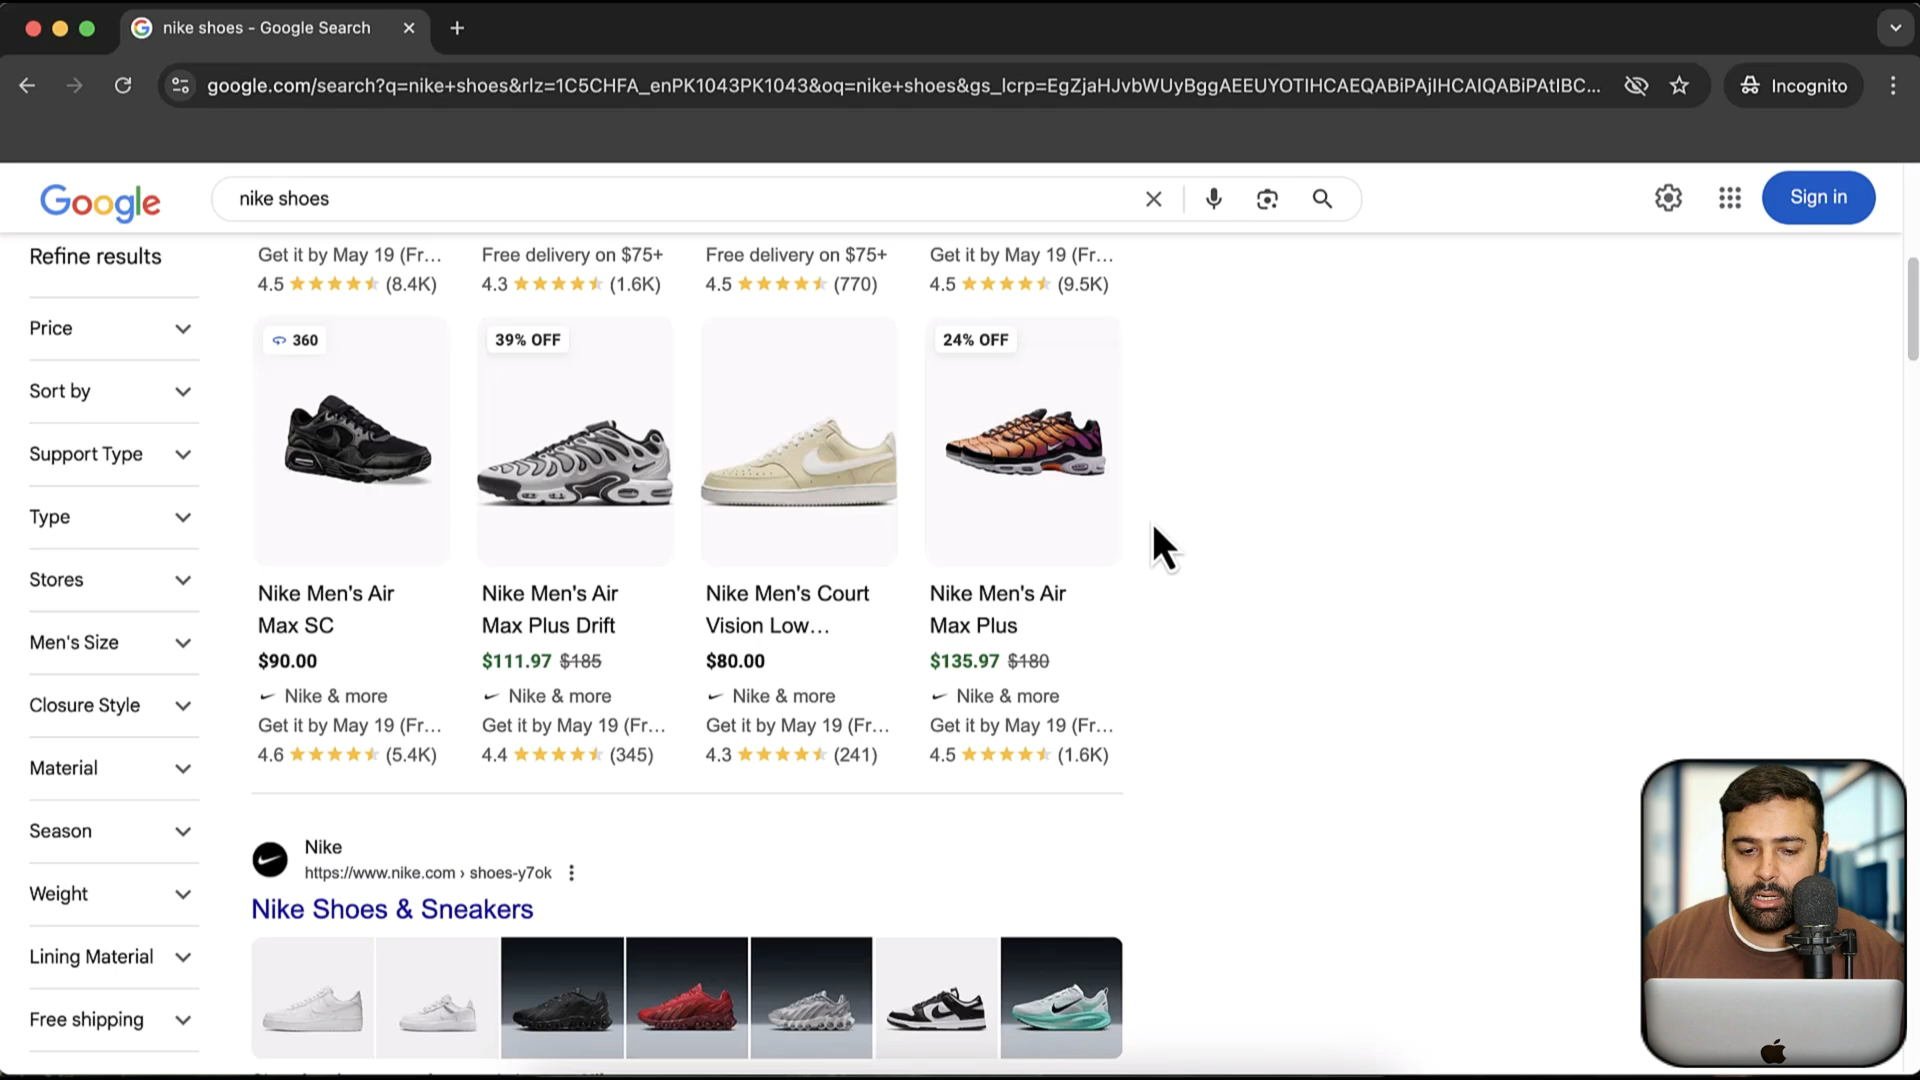 nike shoes - Google Search
google.com/search?q=nike+shoes&rlz=1C5CHFA_enPK1043PK1043&oq=nike+shoes&gs_lcrp=EgZjaHJvbWUyBggAEEUYOTIHCAEQABiPAjIHCAIQABiPAtIBC...
Incognito
Google
nike shoes
Sign in
Refine results
Price
Sort by
Support Type
Type
Stores
Men's Size
Closure Style
Material
Season
Weight
Lining Material
Free shipping
Get it by May 19 (Fr... Free delivery on $75+ Free delivery on $75+ Get it by May 19 (Fr...
4.5 (8.4K) 4.3 (1.6K) 4.5 (770) 4.5 (9.5K)
360 39% OFF 24% OFF
Nike Men's Air Nike Men's Air Nike Men's Court Nike Men's Air
Max SC Max Plus Drift Vision Low... Max Plus
$90.00 $111.97 $185 $80.00 $135.97 $180
Nike & more Nike & more Nike & more Nike & more
Get it by May 19 (Fr... Get it by May 19 (Fr... Get it by May 19 (Fr... Get it by May 19 (Fr...
4.6 (5.4K) 4.4 (345) 4.3 (241) 4.5 (1.6K)
Nike
https://www.nike.com › shoes-y7ok
Nike Shoes & Sneakers